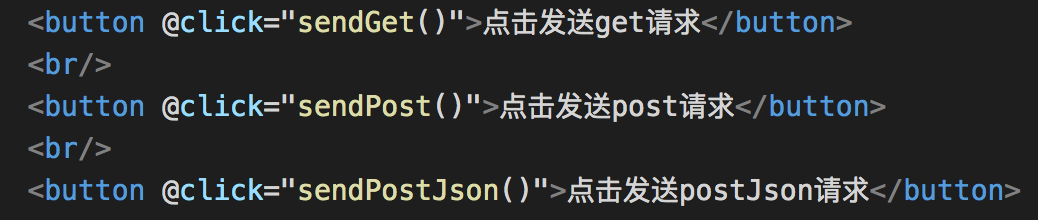 <button @click="sendGet()">点击发送get请求</button>
<br/>
<button @click="sendPost()">点击发送post请求</button>
<br/>
<button @click="sendPostJson()">点击发送postJson请求</button>